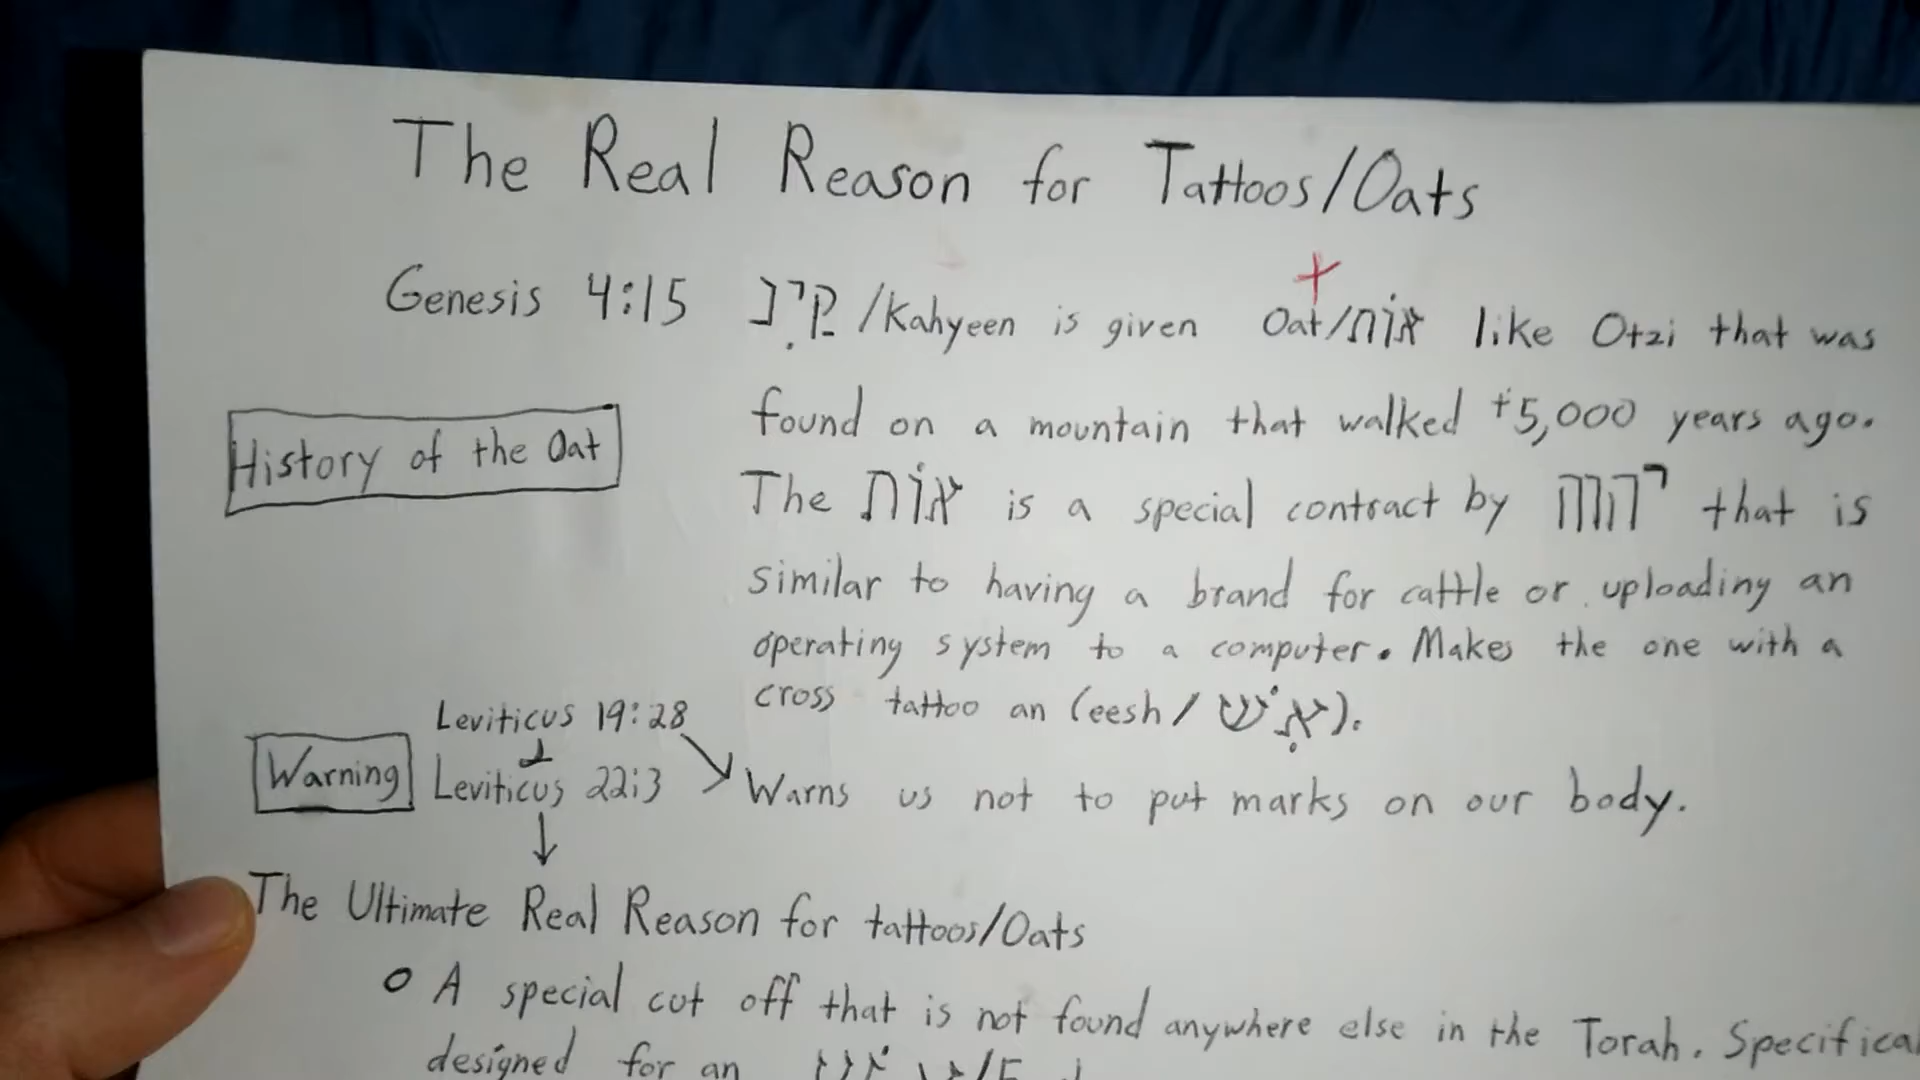 The Real Reason for Tattoos/Oats
Genesis 4:15 קין /Kahyeen is given Oat/אות like Otzi that was
found on a mountain that walked +5,000 years ago.
History of the Oat
The אֹת is a special contract by יהוה that is
similar to having a brand for cattle or uploading an
operating system to a computer. Makes the one with a
cross tattoo an (eesh/אִישׁ).
Leviticus 19:28
Warning
Leviticus 22:3
Warns us not to put marks on our body.
The Ultimate Real Reason for tattoos/Oats
o A special cut off that is not found anywhere else in the Torah. Specifical
designed for an